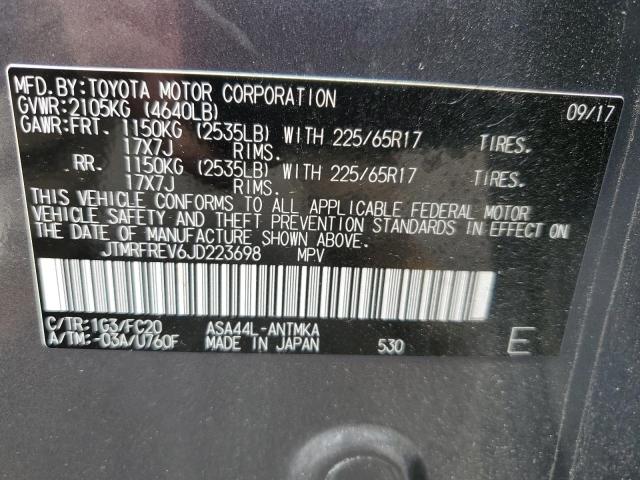 MFD.BY:TOYOTA MOTOR CORPORATION 09/17
GVWR:2105KG (4640LB)
GAWR:FRT. 1150KG (2535LB) WITH 225/65R17 TIRES.
17X7J RIMS.
RR. 1150KG (2535LB) WITH 225/65R17 TIRES.
17X7J RIMS.
THIS VEHICLE CONFORMS TO ALL APPLICABLE FEDERAL MOTOR
VEHICLE SAFETY AND THEFT PREVENTION STANDARDS IN EFFECT ON
THE DATE OF MANUFACTURE SHOWN ABOVE.
JTMRFREV6JD223698 MPV
C/TR:1G3/FC20 ASA44L-ANTMKA
A/TM:-03A/U760F MADE IN JAPAN 530 E